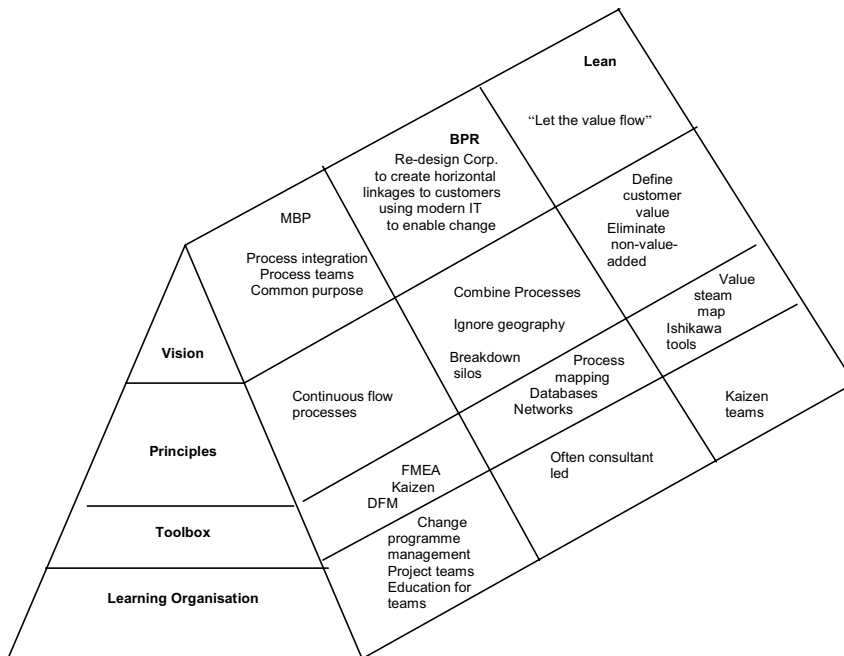 Lean
“Let the value flow”
BPR
Re-design Corp.
to create horizontal
linkages to customers
using modern IT
to enable change
MBP
Process integration
Process teams
Common purpose
Define
customer
value
Eliminate
non-value-
added
Combine Processes
Ignore geography
Breakdown
silos
Value
steam
map
Ishikawa
tools
Vision
Continuous flow
processes
Process
mapping
Databases
Networks
Kaizen
teams
Principles
FMEA
Kaizen
DFM
Often consultant
led
Toolbox
Change
programme
management
Project teams
Education for
teams
Learning Organisation